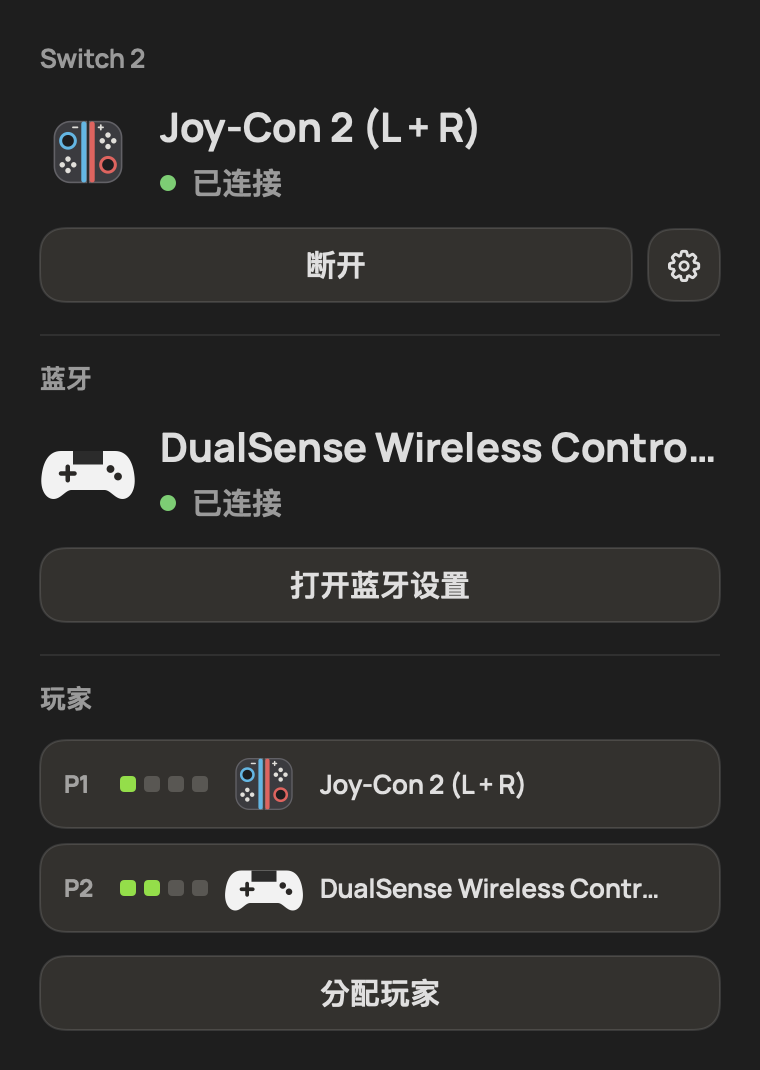 Switch 2
Joy-Con 2 (L + R)
已连接
断开
蓝牙
DualSense Wireless Contro...
已连接
打开蓝牙设置
玩家
P1 Joy-Con 2 (L + R)
P2 DualSense Wireless Contr...
分配玩家